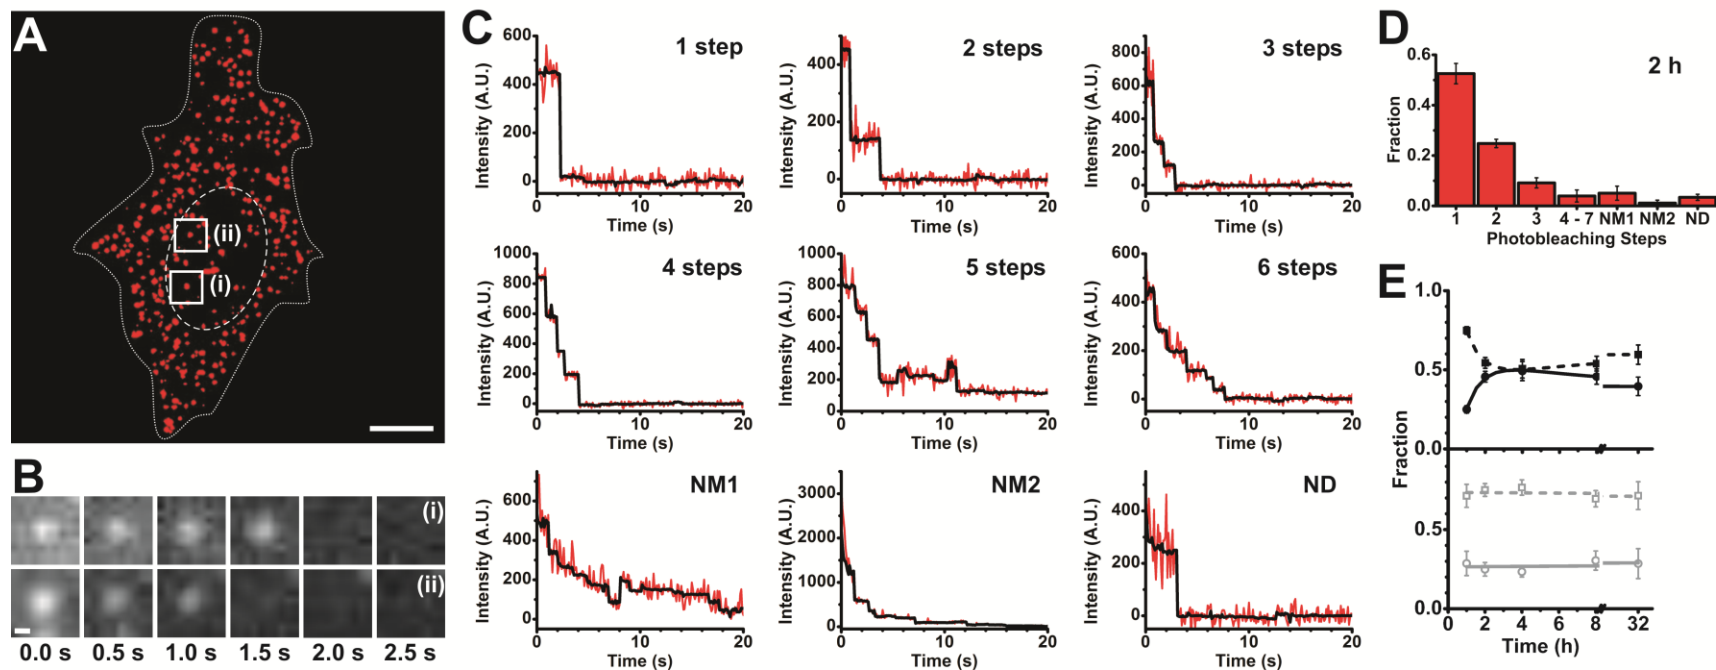 A
(ii)
(i)
B
(i)
(ii)
0.0 s 0.5 s 1.0 s 1.5 s 2.0 s 2.5 s
C
1 step
Intensity (A.U.)
600
400
200
0
0 10 20
Time (s)
2 steps
Intensity (A.U.)
400
200
0
0 10 20
Time (s)
3 steps
Intensity (A.U.)
800
600
400
200
0
0 10 20
Time (s)
4 steps
Intensity (A.U.)
1000
800
600
400
200
0
0 10 20
Time (s)
5 steps
Intensity (A.U.)
1000
800
600
400
200
0
0 10 20
Time (s)
6 steps
Intensity (A.U.)
600
400
200
0
0 10 20
Time (s)
NM1
Intensity (A.U.)
600
400
200
0
0 10 20
Time (s)
NM2
Intensity (A.U.)
3000
2000
1000
0
0 10 20
Time (s)
ND
Intensity (A.U.)
400
200
0
0 10 20
Time (s)
D
2 h
Fraction
0.6
0.4
0.2
0.0
1 2 3 4 - 7 NM1 NM2 ND
Photobleaching Steps
E
Fraction
1.0
0.5
0.0
0.5
0.0
0 2 4 6 8 32
Time (h)